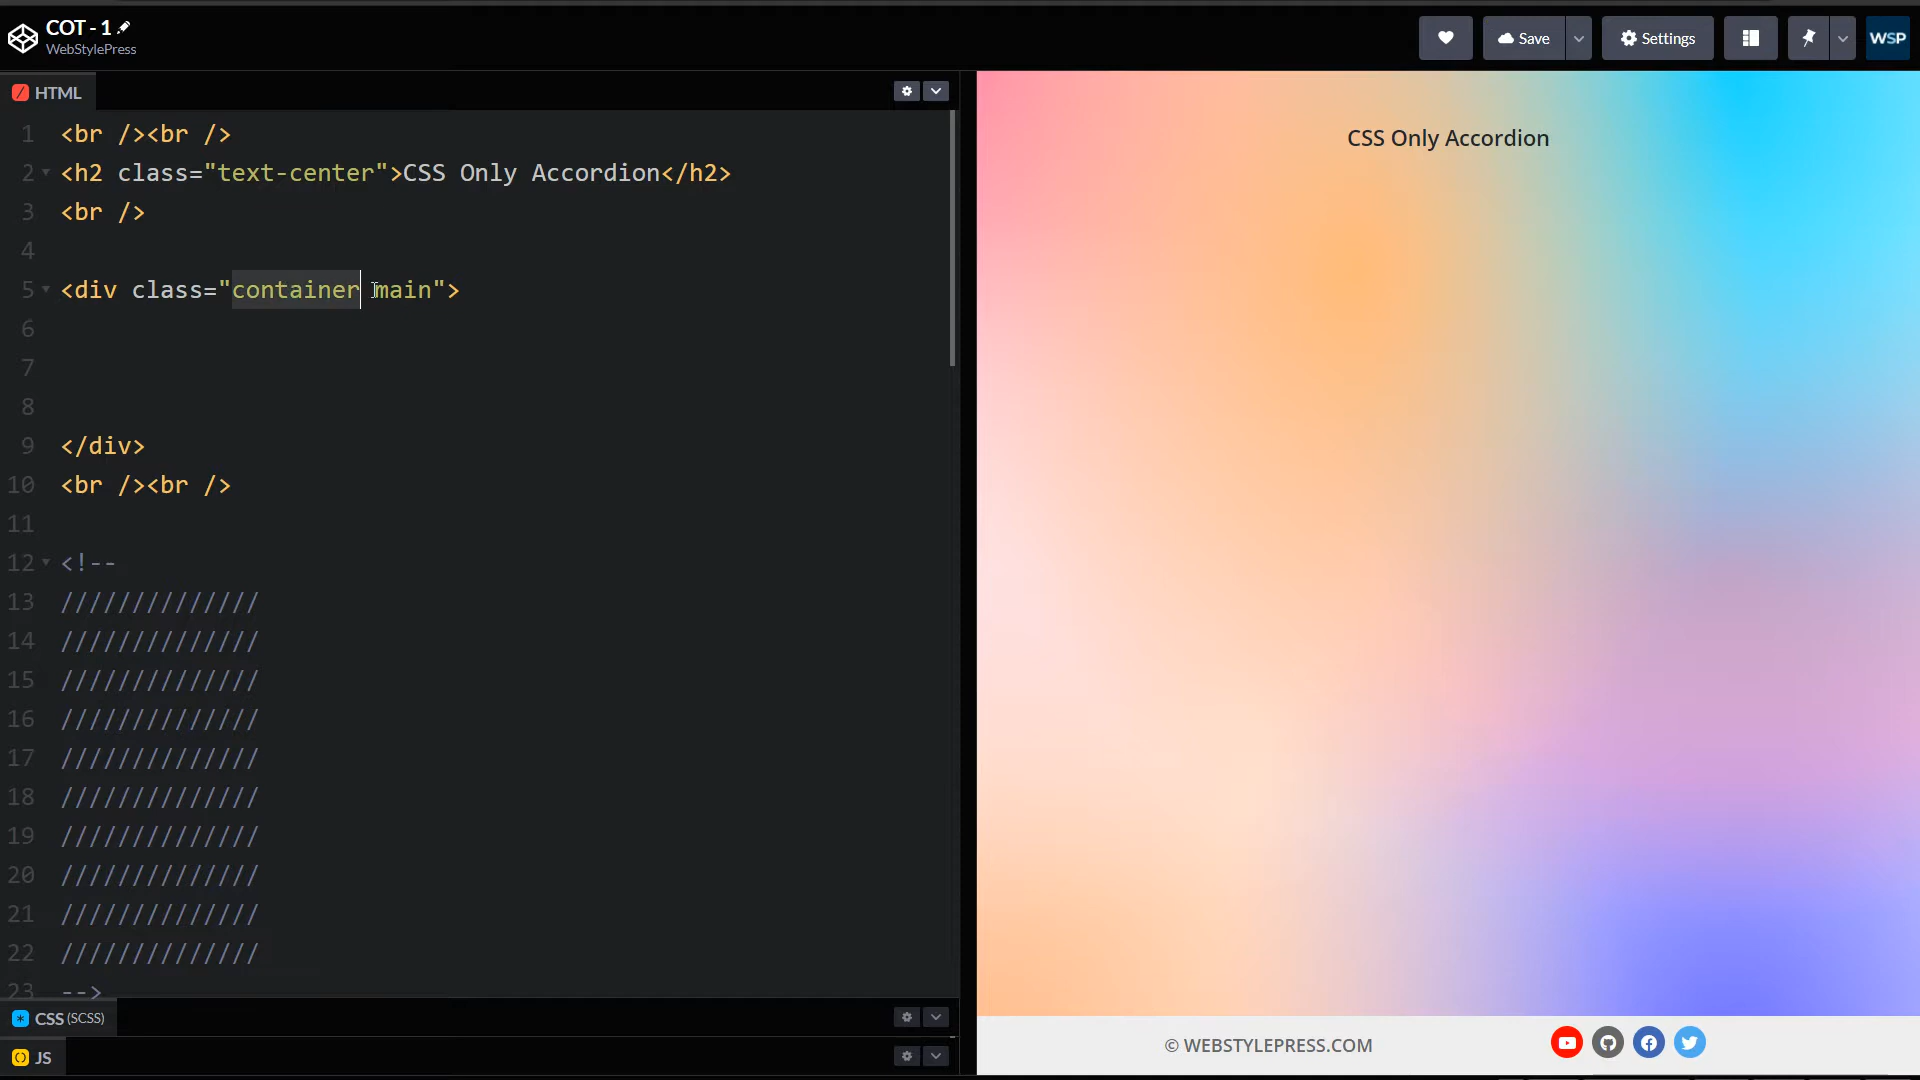 COT - 1
WebStylePress
Save
Settings
WSP
HTML
1 <br /><br />
2 <h2 class="text-center">CSS Only Accordion</h2>
3 <br />
4
5 <div class="container main">
6
7
8
9 </div>
10 <br /><br />
11
12 <!--
13 //////////////
14 //////////////
15 //////////////
16 //////////////
17 //////////////
18 //////////////
19 //////////////
20 //////////////
21 //////////////
22 //////////////
23 -->
CSS (SCSS)
JS
CSS Only Accordion
© WEBSTYLEPRESS.COM